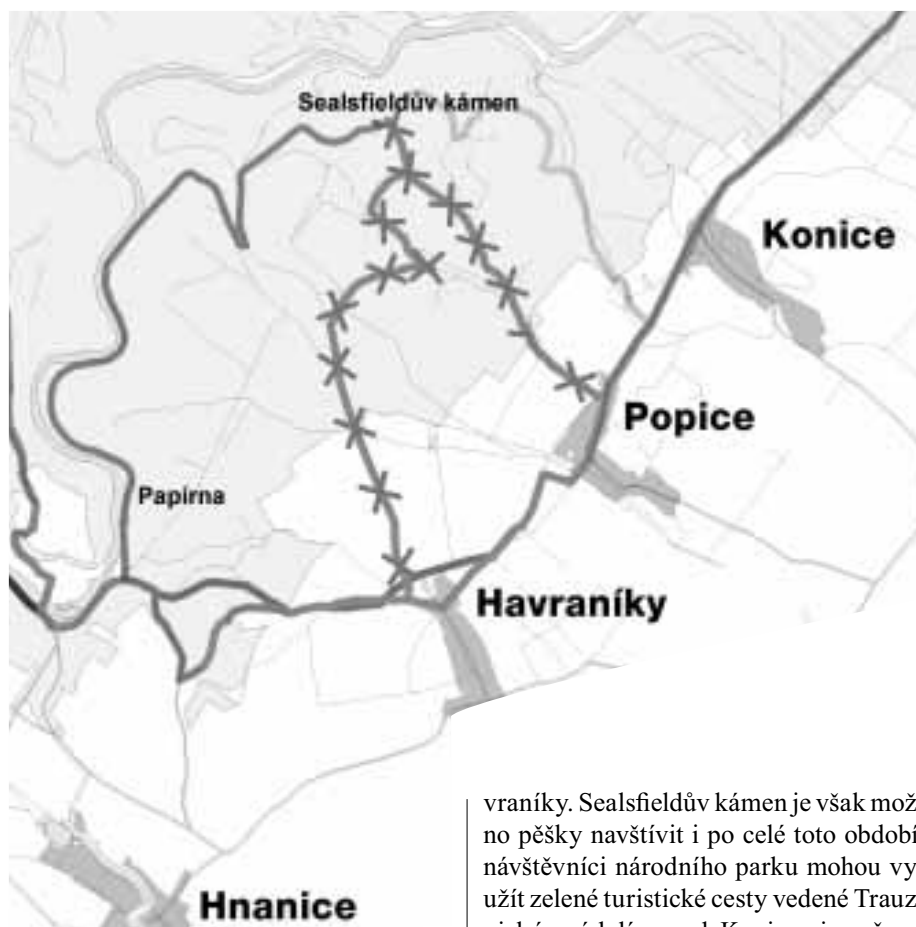 Sealsfieldův kámen
Konice
Popice
Papírna
Havraníky
Hnanice
vraníky. Sealsfieldův kámen je však mož
no pěšky navštívit i po celé toto období
návštěvníci národního parku mohou vy
užít zelené turistické cesty vedené Trauz